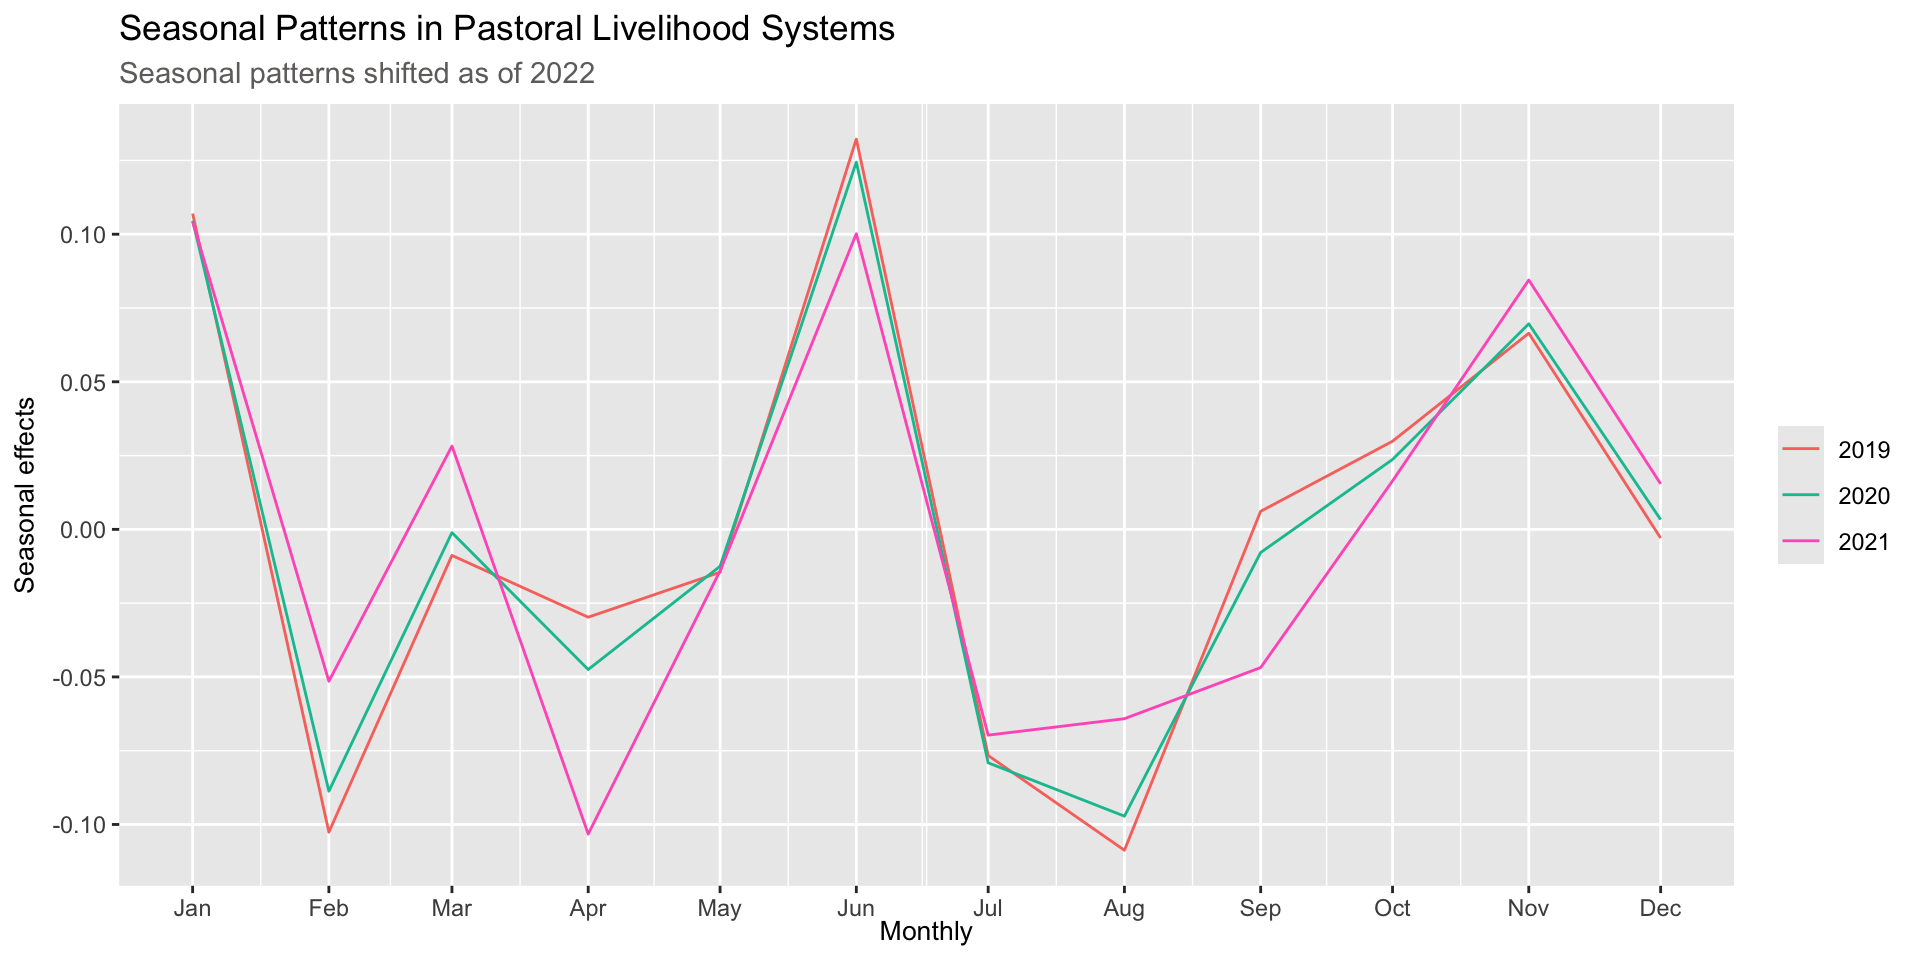 Seasonal Patterns in Pastoral Livelihood Systems
Seasonal patterns shifted as of 2022
Seasonal effects
0.10
0.05
0.00
-0.05
-0.10
Jan Feb Mar Apr May Jun Jul Aug Sep Oct Nov Dec
Monthly
2019
2020
2021